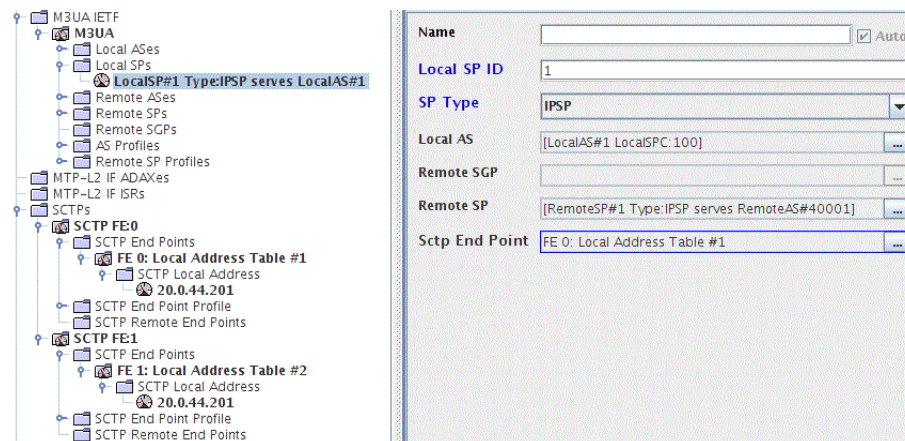 M3UA IETF
M3UA
Local ASes
Local SPs
LocalSP#1 Type:IPSP serves LocalAS#1
Remote ASes
Remote SPs
Remote SGPs
AS Profiles
Remote SP Profiles
MTP-L2 IF ADAXes
MTP-L2 IF ISRs
SCTPs
SCTP FE:0
SCTP End Points
FE 0: Local Address Table #1
SCTP Local Address
20.0.44.201
SCTP End Point Profile
SCTP Remote End Points
SCTP FE:1
SCTP End Points
FE 1: Local Address Table #2
SCTP Local Address
20.0.44.201
SCTP End Point Profile
SCTP Remote End Points
Name Auto
Local SP ID 1
SP Type IPSP
Local AS [LocalAS#1 LocalSPC:100] ...
Remote SGP ...
Remote SP [RemoteSP#1 Type:IPSP serves RemoteAS#40001] ...
Sctp End Point FE 0: Local Address Table #1 ...